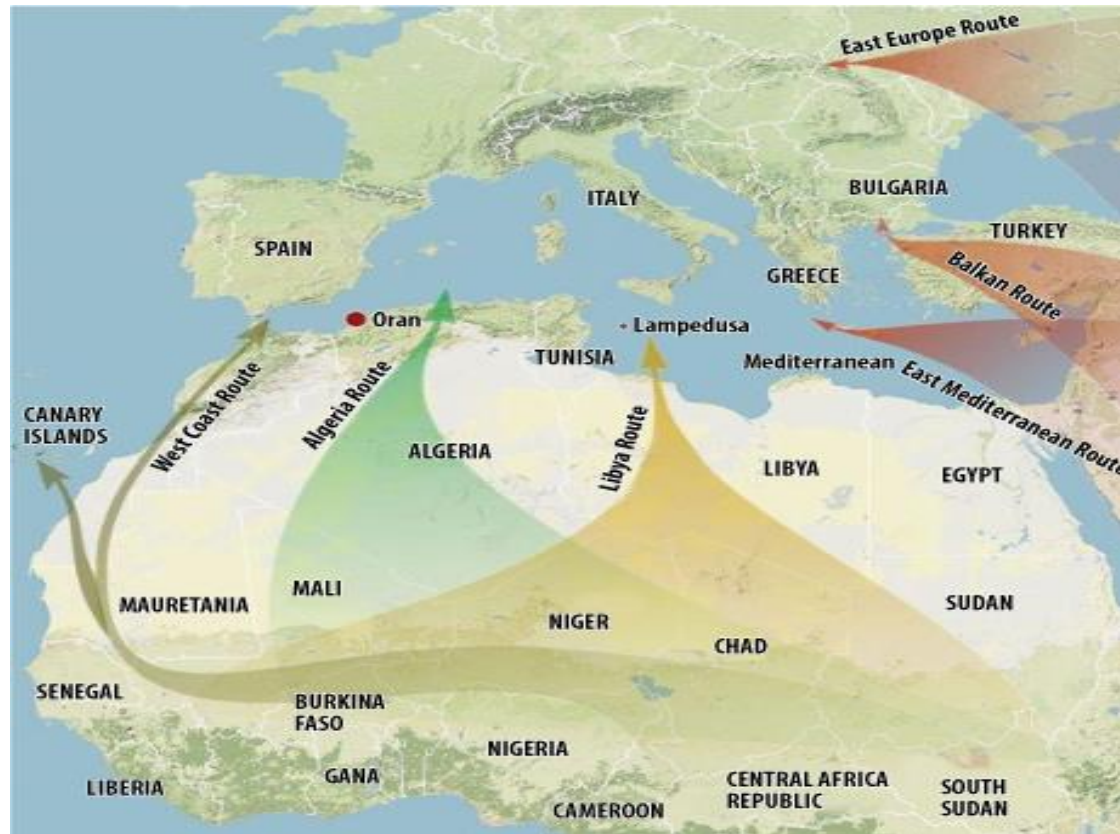 East Europe Route
BULGARIA
ITALY
SPAIN
TURKEY
GREECE
Balkan Route
Oran
Lampedusa
TUNISIA
Mediterranean
East Mediterranean Route
CANARY
ISLANDS
West Coast Route
Algeria Route
ALGERIA
Libya Route
LIBYA
EGYPT
MAURETANIA
MALI
NIGER
SUDAN
CHAD
SENEGAL
BURKINA
FASO
NIGERIA
LIBERIA
GANA
CAMEROON
CENTRAL AFRICA
REPUBLIC
SOUTH
SUDAN